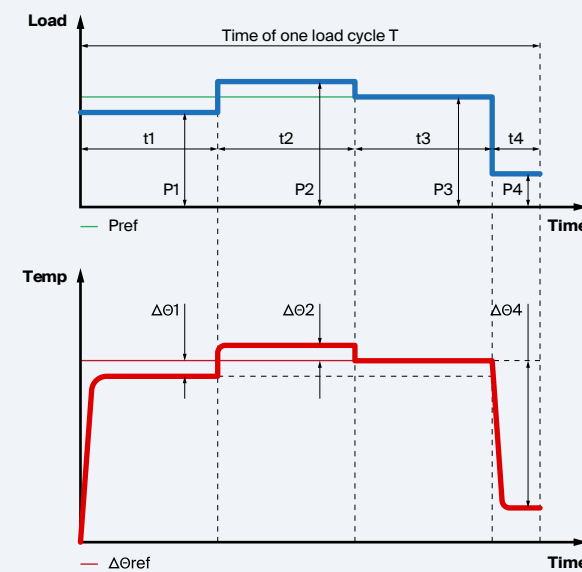 Load
Time of one load cycle T
t1 t2 t3 t4
P1 P2 P3 P4
Pref
Time
Temp
ΔΘ1 ΔΘ2 ΔΘ4
ΔΘref
Time